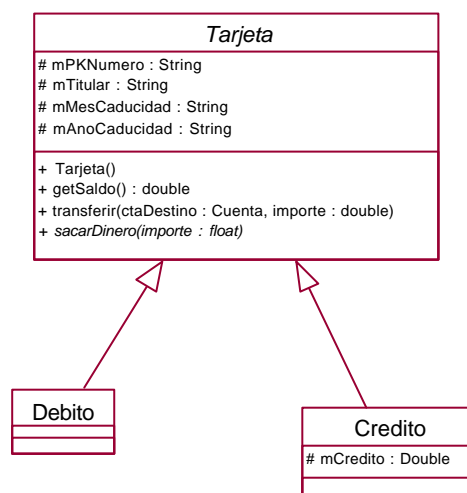 Tarjeta
# mPKNumero : String
# mTitular : String
# mMesCaducidad : String
# mAnoCaducidad : String
+ Tarjeta()
+ getSaldo() : double
+ transferir(ctaDestino : Cuenta, importe : double)
+ sacarDinero(importe : float)
Debito
Credito
# mCredito : Double